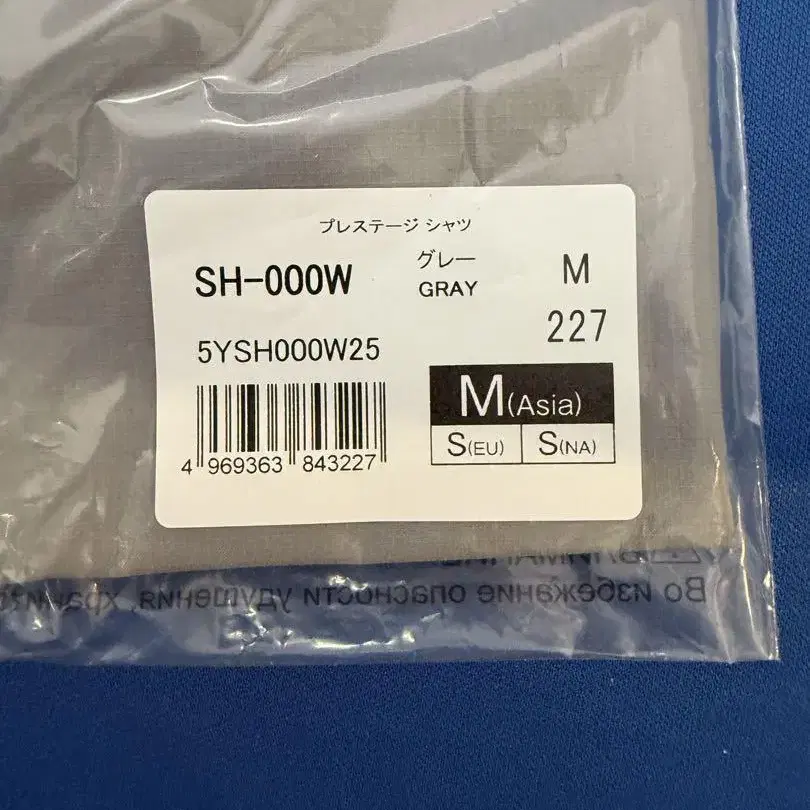 プレステージ シャツ
SH-000W
グレー
GRAY
M
227
5YSH000W25
M(Asia)
S(EU) S(NA)
4 969363 843227
Во избежание опасности удушения,